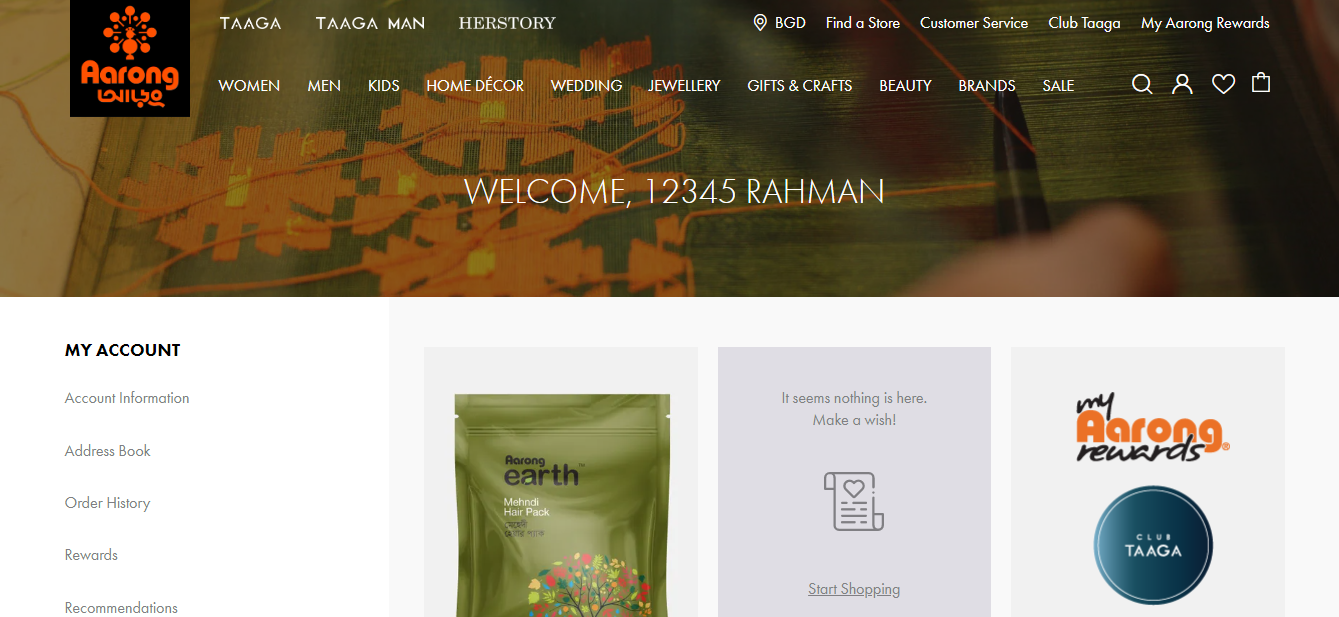 Aarong
আড়ং
TAAGA TAAGA MAN HERSTORY
BGD Find a Store Customer Service Club Taaga My Aarong Rewards
WOMEN MEN KIDS HOME DÉCOR WEDDING JEWELLERY GIFTS & CRAFTS BEAUTY BRANDS SALE
WELCOME, 12345 RAHMAN
MY ACCOUNT
Account Information
Address Book
Order History
Rewards
Recommendations
Aarong
earth™
Mehndi
Hair Pack
মেহেদী
হেয়ার প্যাক
It seems nothing is here.
Make a wish!
Start Shopping
my
Aarong
rewards®
CLUB
TAAGA